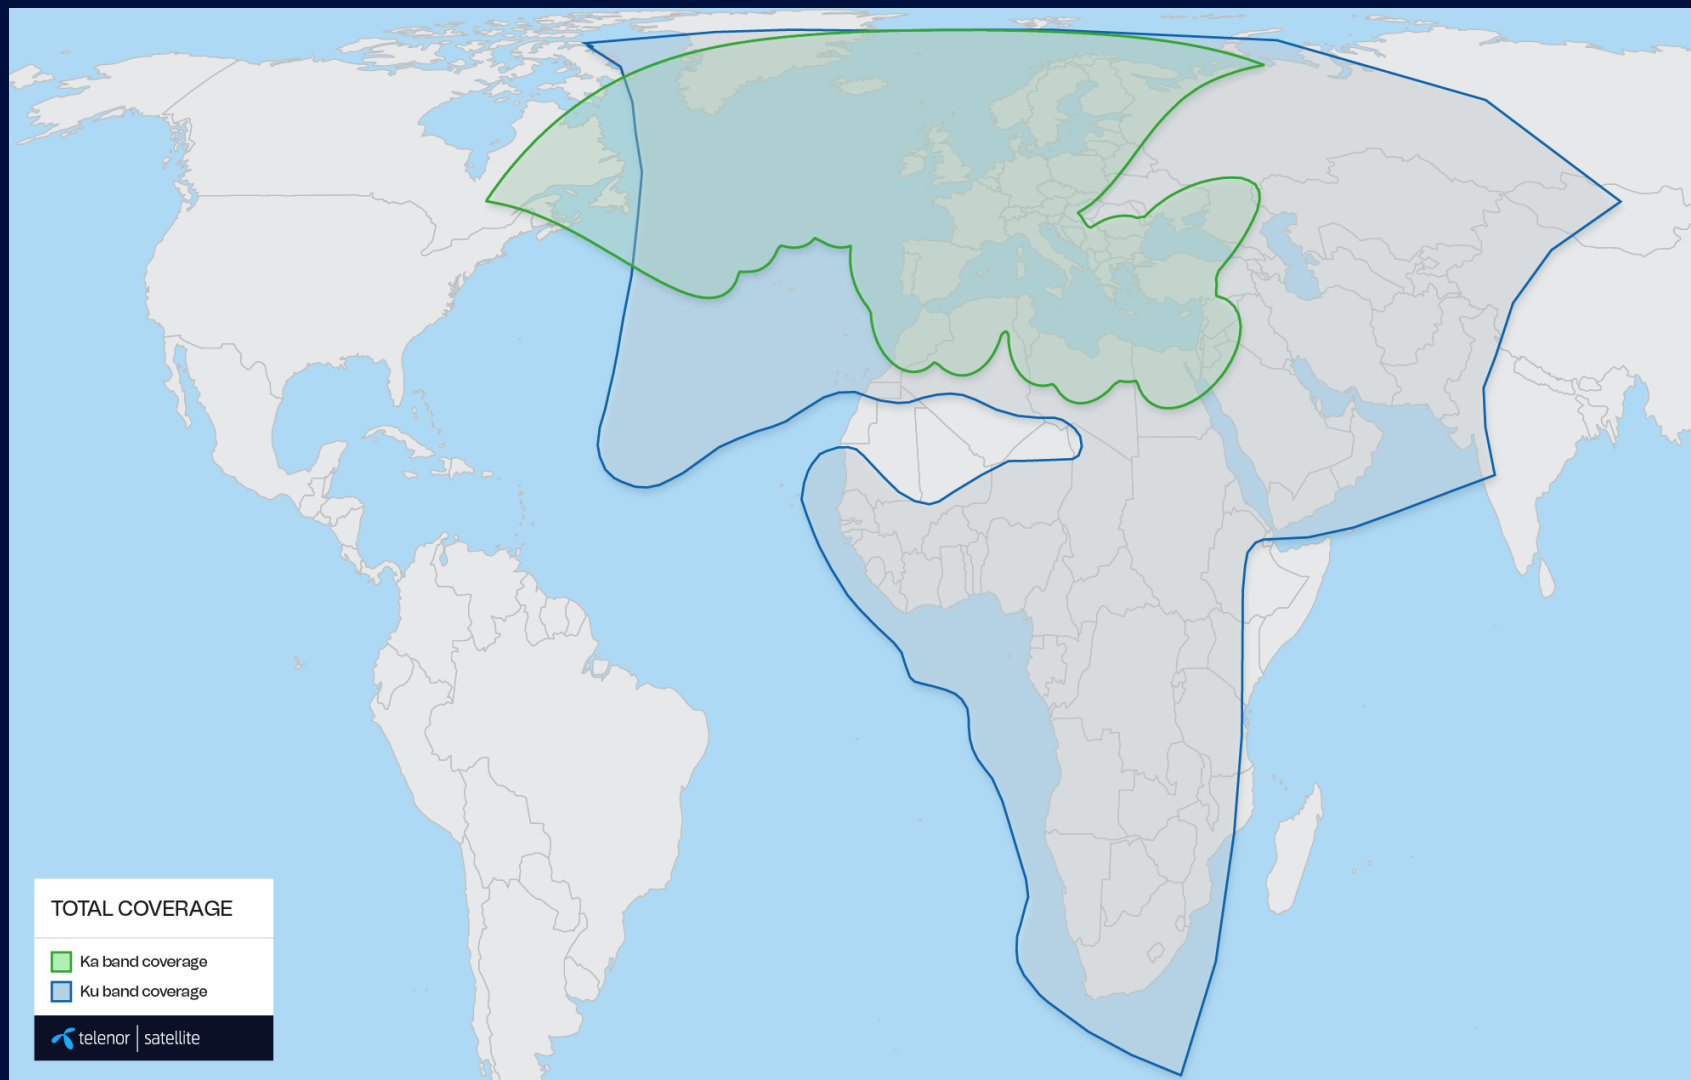 TOTAL COVERAGE
Ka band coverage
Ku band coverage
telenor | satellite